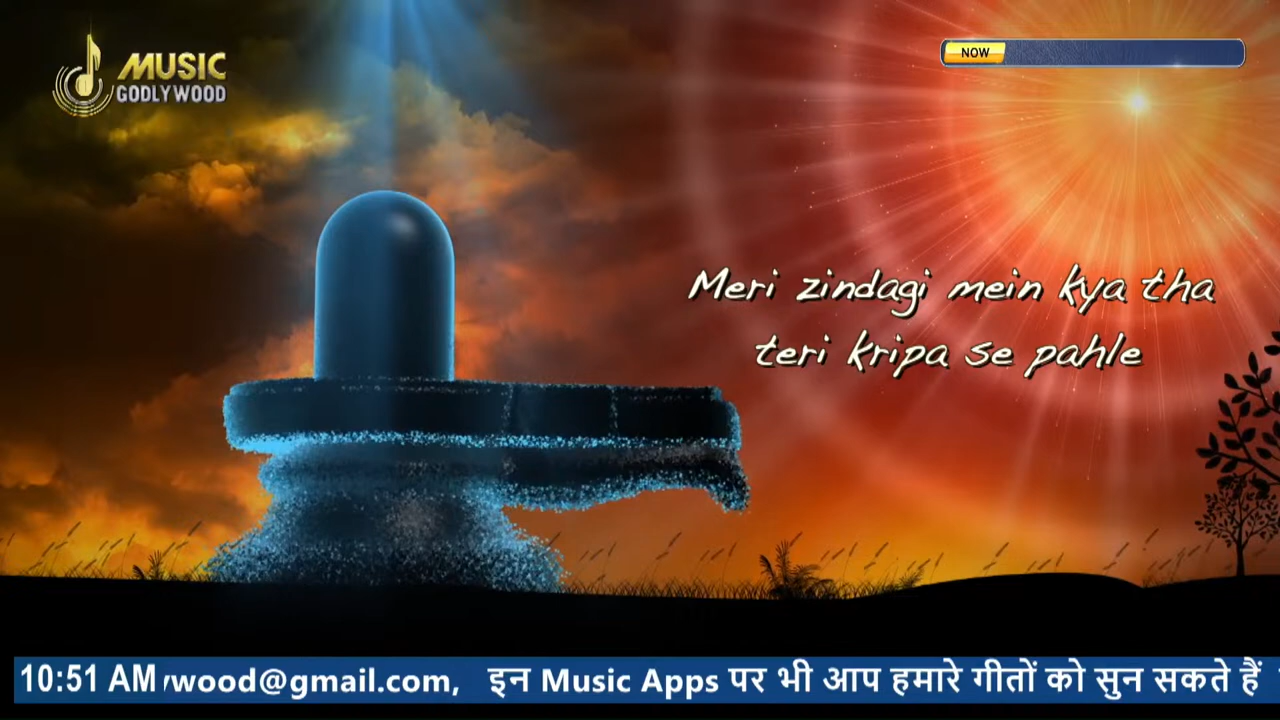 MUSIC
GODLYWOOD
NOW
Meri zindagi mein kya tha
teri kripa se pahle
10:51 AM wood@gmail.com, इन Music Apps पर भी आप हमारे गीतों को सुन सकते हैं